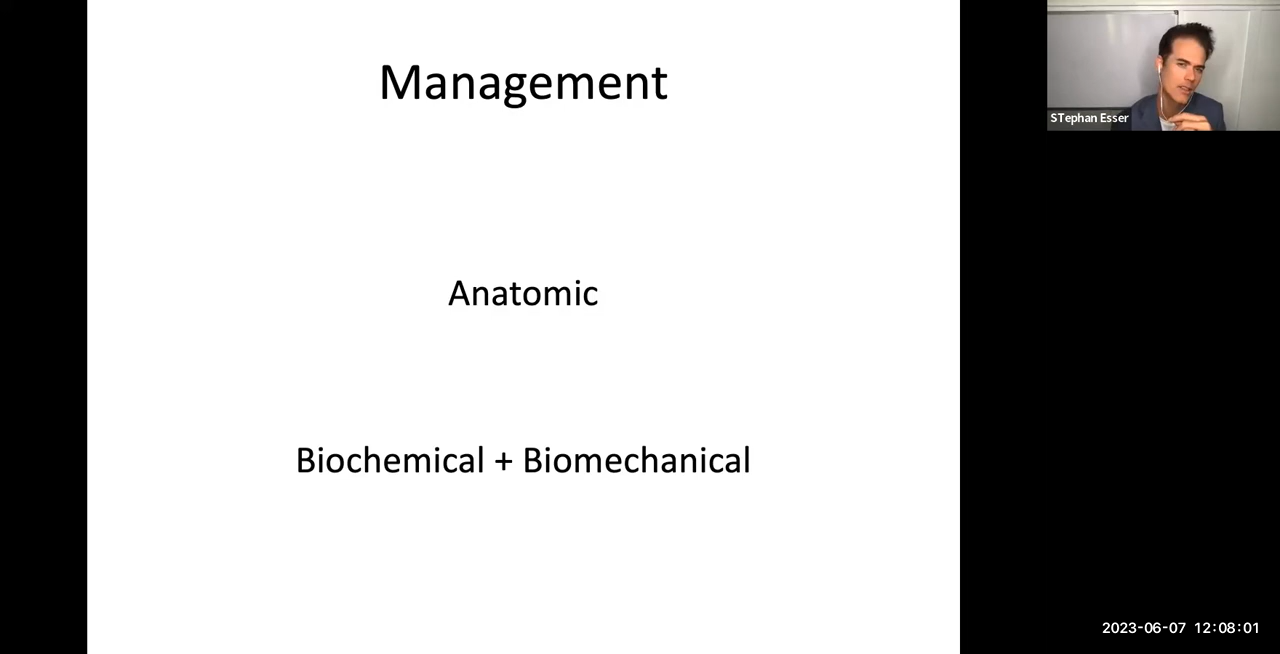 Management
Anatomic
Biochemical + Biomechanical
STephan Esser
2023-06-07 12:08:01